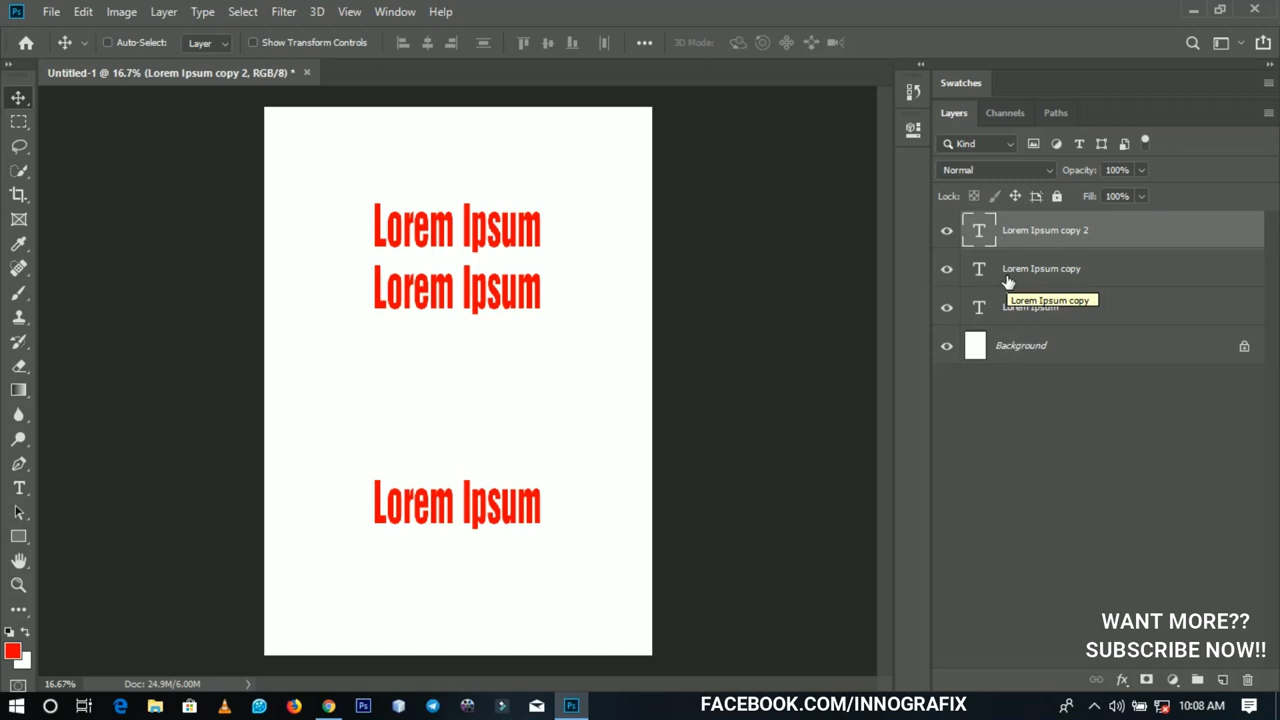 Ps File Edit Image Layer Type Select Filter 3D View Window Help
Auto-Select: Layer Show Transform Controls 3D Mode:
Untitled-1 @ 16.7% (Lorem Ipsum copy 2, RGB/8) * ×
Swatches
Layers Channels Paths
Kind
Normal Opacity: 100%
Lock: Fill: 100%
Lorem Ipsum copy 2
Lorem Ipsum copy
Lorem Ipsum copy
Lorem Ipsum
Background
Lorem Ipsum
Lorem Ipsum
Lorem Ipsum
WANT MORE??
SUBSCRIBE NOW!!
16.67% Doc: 24.9M/6.00M
FACEBOOK.COM/INNOGRAFIX
10:08 AM